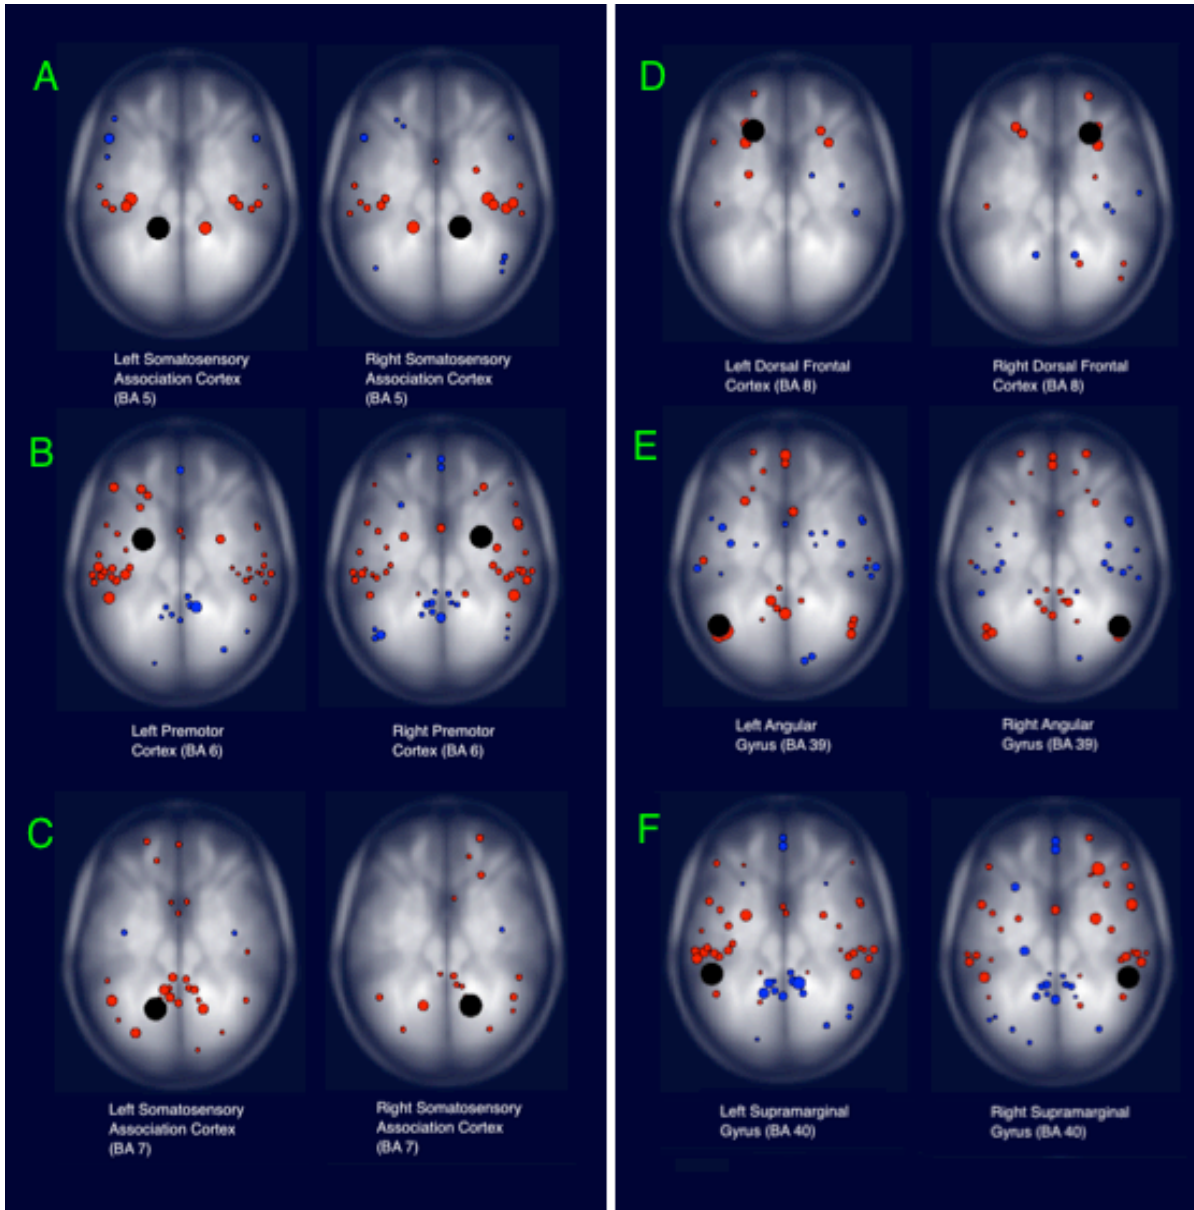 A
Left Somatosensory
Association Cortex
(BA 5)
Right Somatosensory
Association Cortex
(BA 5)
B
Left Premotor
Cortex (BA 6)
Right Premotor
Cortex (BA 6)
C
Left Somatosensory
Association Cortex
(BA 7)
Right Somatosensory
Association Cortex
(BA 7)
D
Left Dorsal Frontal
Cortex (BA 8)
Right Dorsal Frontal
Cortex (BA 8)
E
Left Angular
Gyrus (BA 39)
Right Angular
Gyrus (BA 39)
F
Left Supramarginal
Gyrus (BA 40)
Right Supramarginal
Gyrus (BA 40)